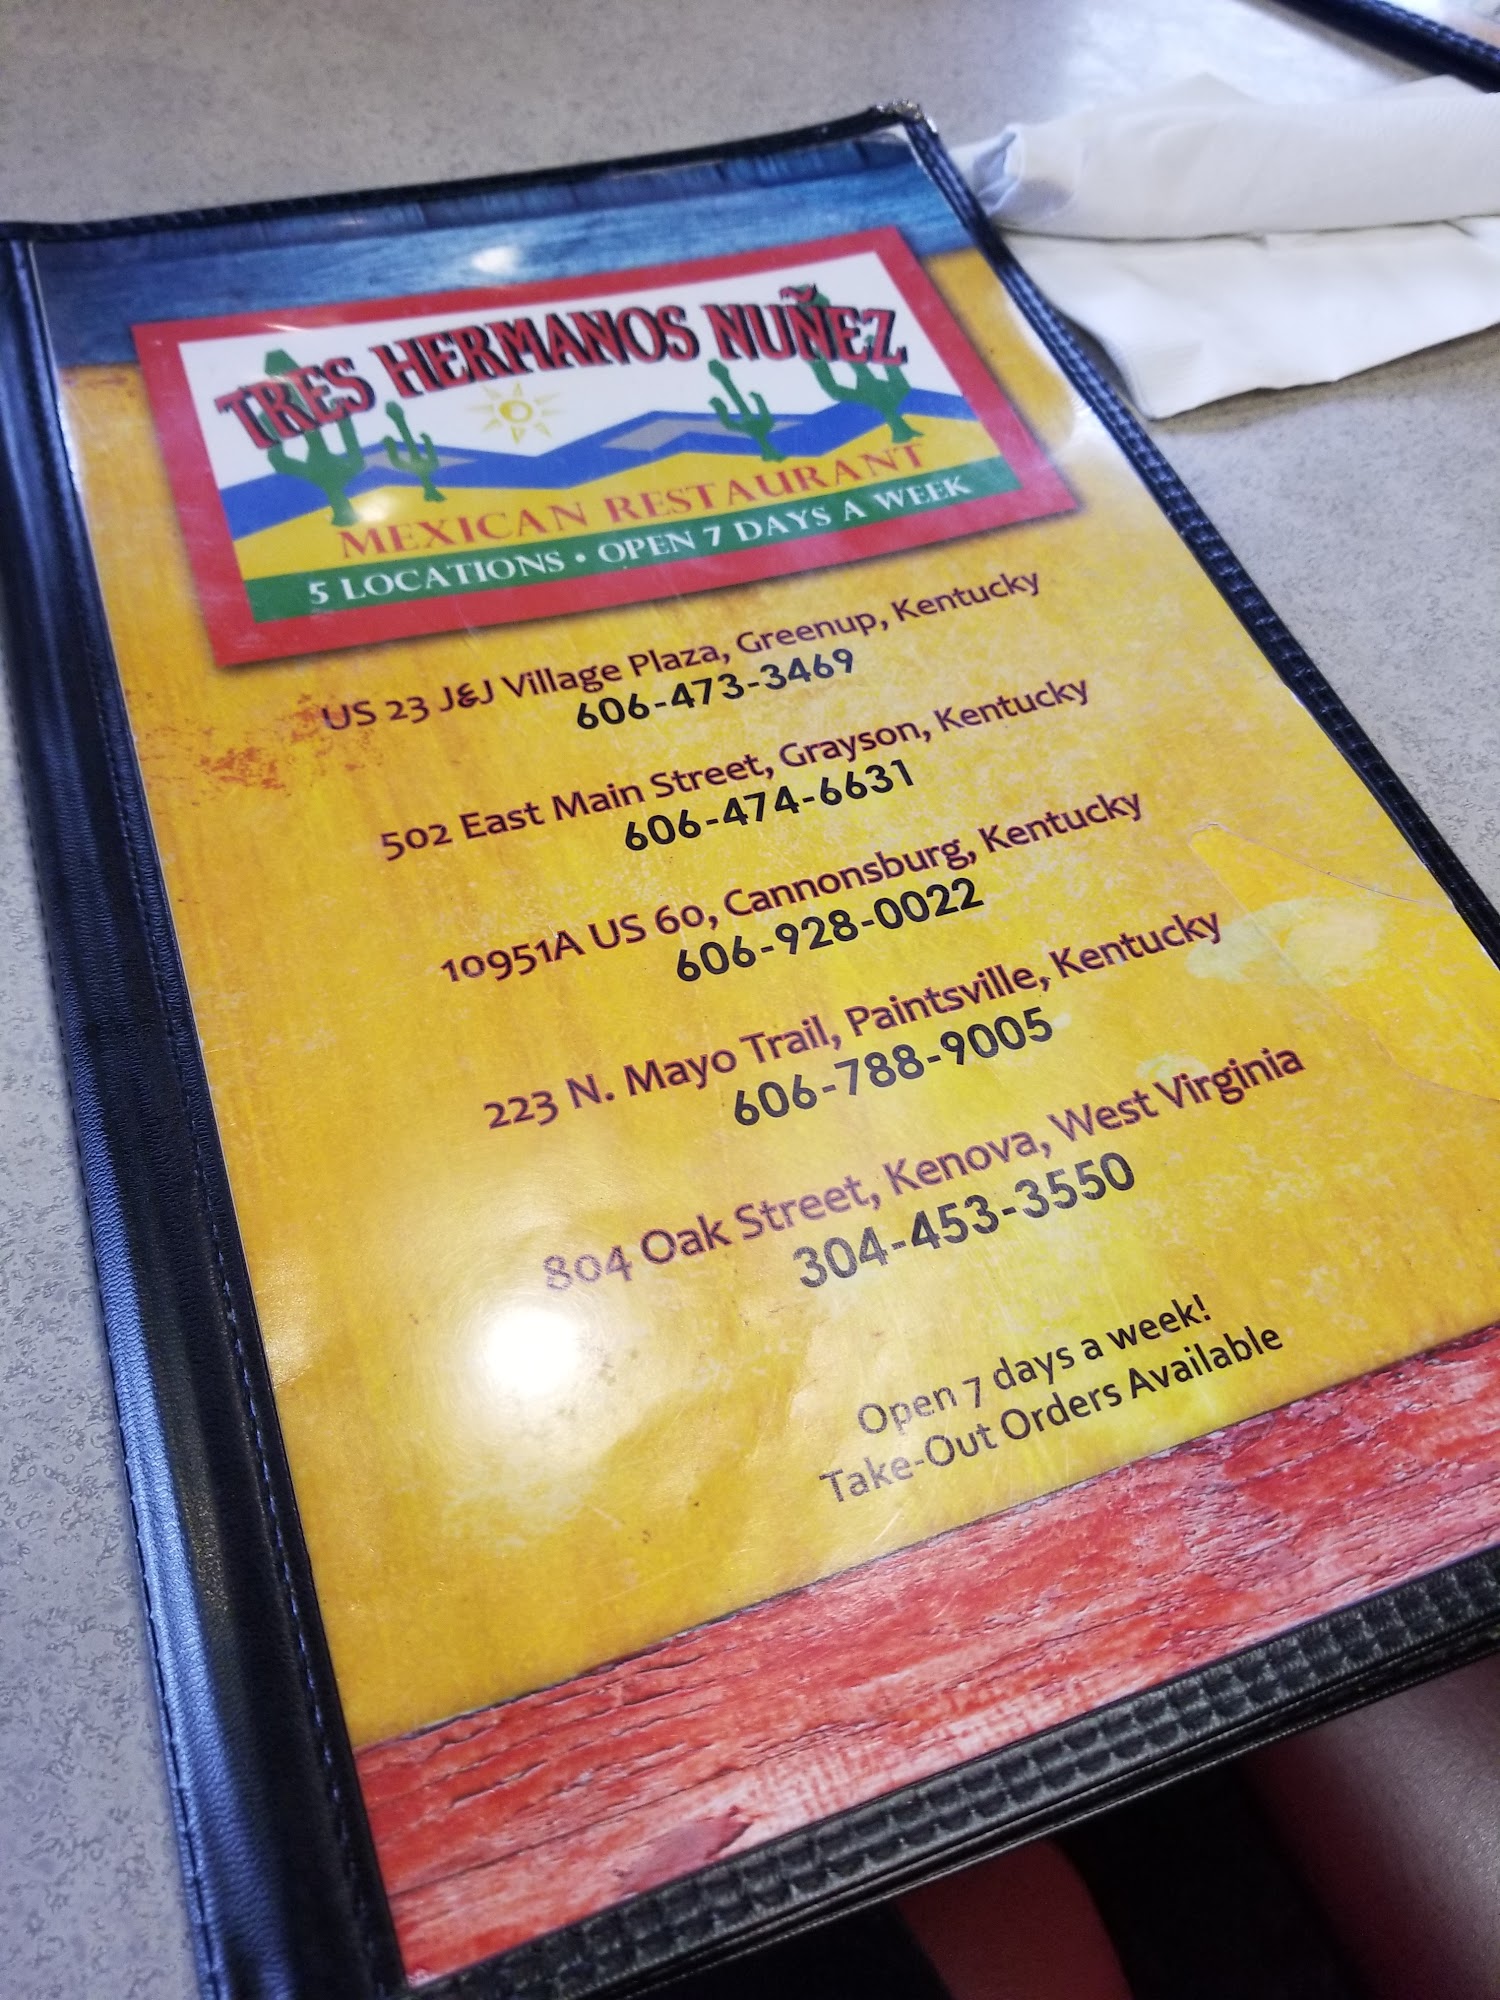 TRES HERMANOS NUÑEZ
MEXICAN RESTAURANT
5 LOCATIONS • OPEN 7 DAYS A WEEK
US 23 J&J Village Plaza, Greenup, Kentucky
606-473-3469
502 East Main Street, Grayson, Kentucky
606-474-6631
10951A US 60, Cannonsburg, Kentucky
606-928-0022
223 N. Mayo Trail, Paintsville, Kentucky
606-788-9005
804 Oak Street, Kenova, West Virginia
304-453-3550
Open 7 days a week!
Take-Out Orders Available